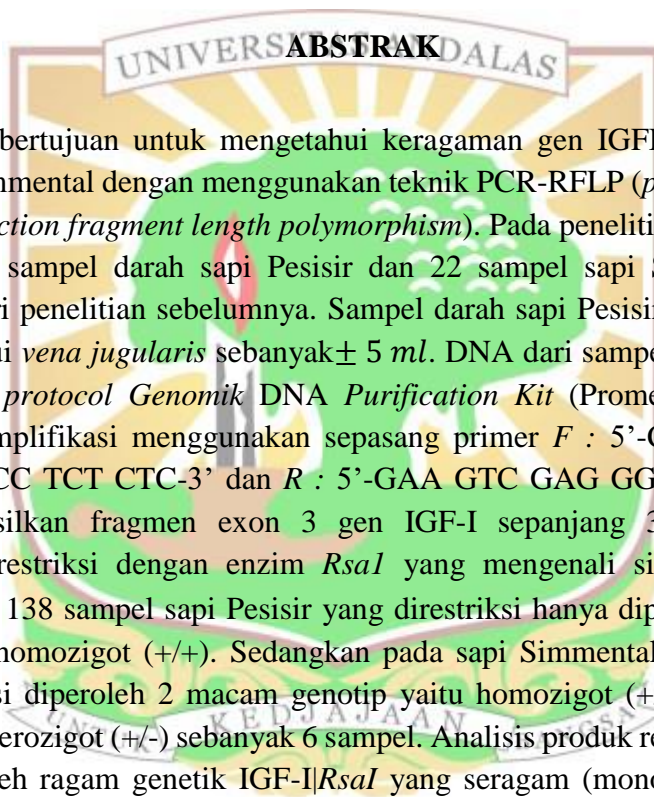 ABSTRAK
UNIVERSITAS ANDALAS
bertujuan untuk mengetahui keragaman gen IGF
nmental dengan menggunakan teknik PCR-RFLP (p
ction fragment length polymorphism). Pada peneliti
sampel darah sapi Pesisir dan 22 sampel sapi S
ri penelitian sebelumnya. Sampel darah sapi Pesisi
ui vena jugularis sebanyak± 5 ml. DNA dari sampe
protocol Genomik DNA Purification Kit (Prome
mplifikasi menggunakan sepasang primer F : 5’-C
CC TCT CTC-3’ dan R : 5’-GAA GTC GAG GG
silkan fragmen exon 3 gen IGF-I sepanjang 3
restriksi dengan enzim Rsa1 yang mengenali si
138 sampel sapi Pesisir yang direstriksi hanya dip
homozigot (+/+). Sedangkan pada sapi Simmental
si diperoleh 2 macam genotip yaitu homozigot (+
erozigot (+/-) sebanyak 6 sampel. Analisis produk re
UNTUK KEDJAJAAN BANGSA
eh ragam genetik IGF-I|RsaI yang seragam (mono